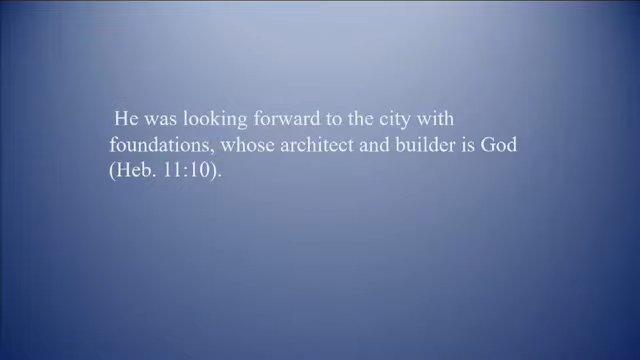 He was looking forward to the city with
foundations, whose architect and builder is God
(Heb. 11:10).